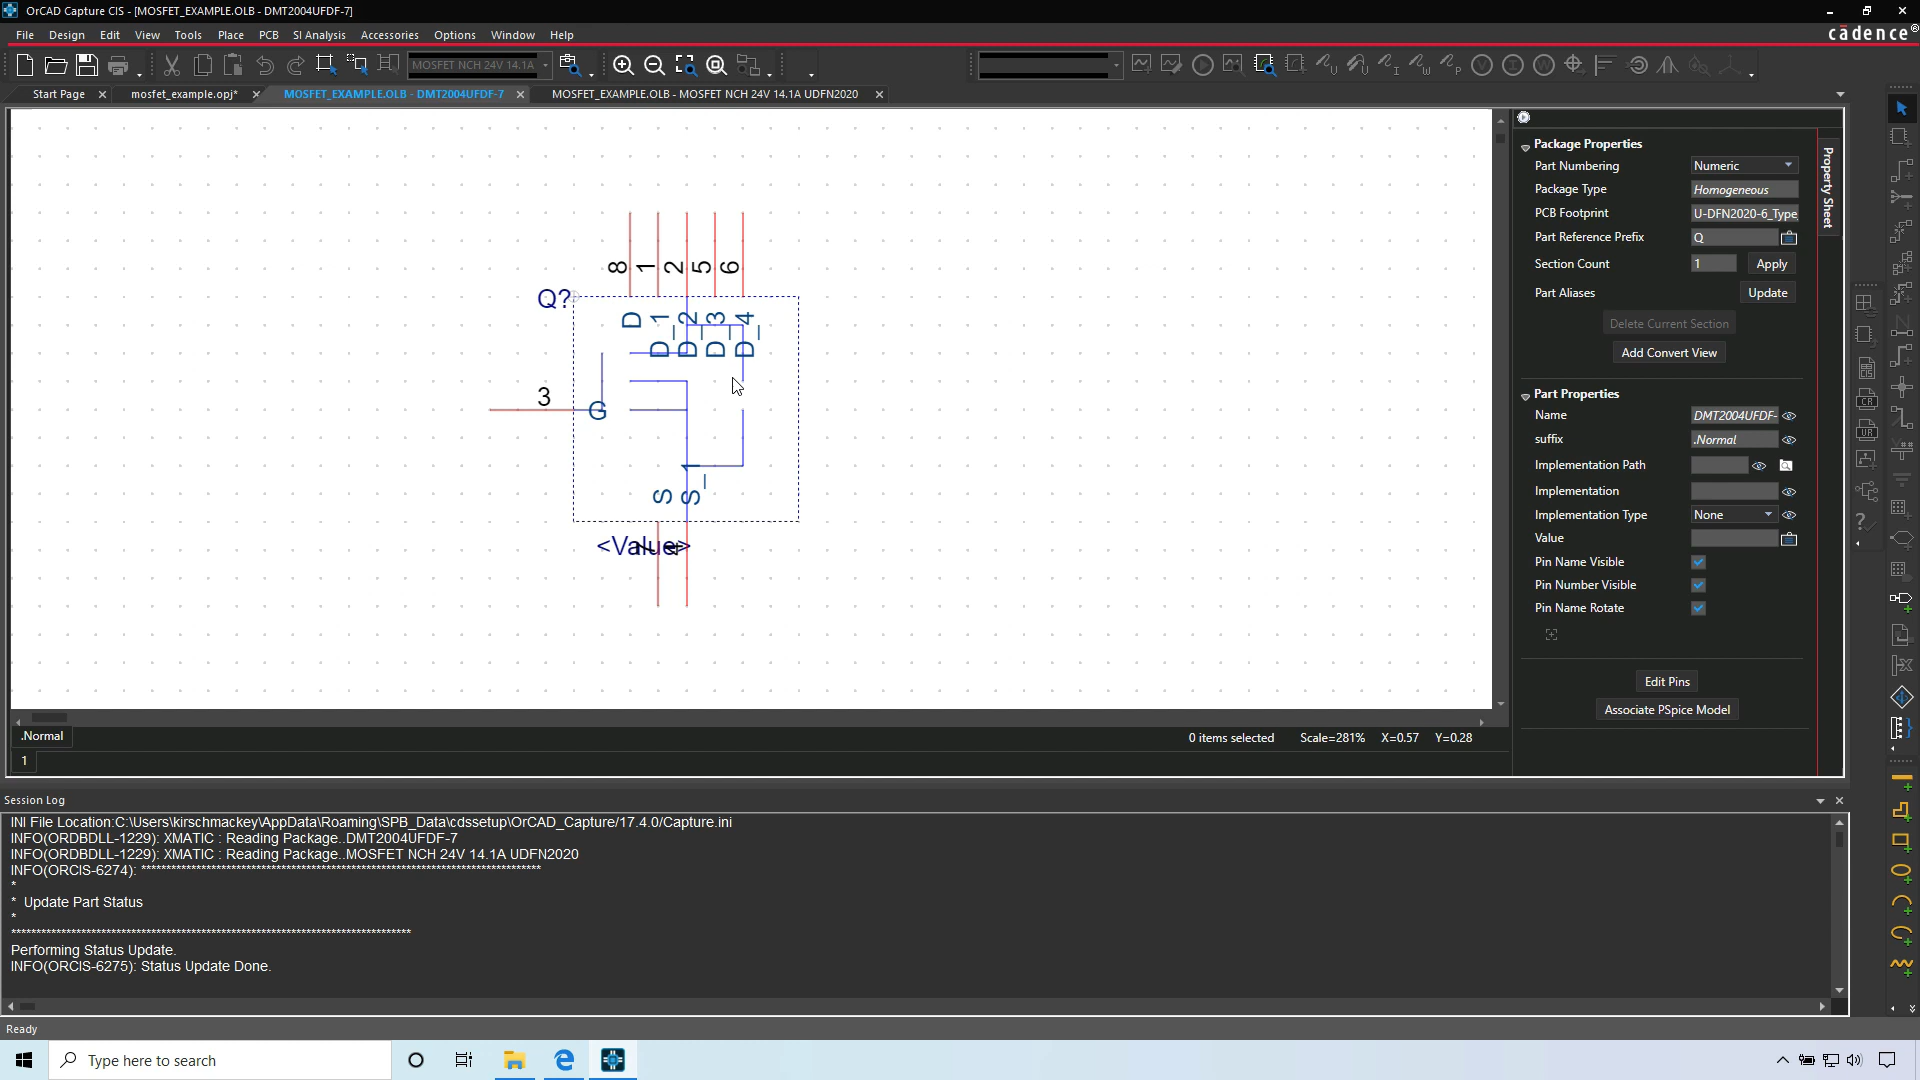 OrCAD Capture CIS - [MOSFET_EXAMPLE.OLB - DMT2004UFDF-7]
File Design Edit View Tools Place PCB SI Analysis Accessories Options Window Help
cādence®
MOSFET NCH 24V 14.1A
Start Page mosfet_example.opj* MOSFET_EXAMPLE.OLB - DMT2004UFDF-7 MOSFET_EXAMPLE.OLB - MOSFET NCH 24V 14.1A UDFN2020
8 1 2 5 6
Q?
D D_1 D_2 D_3 D_4
3
G
S S_1
<Value>
7 4
Property Sheet
Package Properties
Part Numbering Numeric
Package Type Homogeneous
PCB Footprint U-DFN2020-6_Type
Part Reference Prefix Q
Section Count 1 Apply
Part Aliases Update
Delete Current Section
Add Convert View
Part Properties
Name DMT2004UFDF-
suffix .Normal
Implementation Path
Implementation
Implementation Type None
Value
Pin Name Visible
Pin Number Visible
Pin Name Rotate
Edit Pins
Associate PSpice Model
.Normal
0 items selected Scale=281% X=0.57 Y=0.28
1
Session Log
INI File Location:C:\Users\kirschmackey\AppData\Roaming\SPB_Data\cdssetup\OrCAD_Capture/17.4.0/Capture.ini
INFO(ORDBDLL-1229): XMATIC : Reading Package..DMT2004UFDF-7
INFO(ORDBDLL-1229): XMATIC : Reading Package..MOSFET NCH 24V 14.1A UDFN2020
INFO(ORCIS-6274): ********************************************************************************
*
* Update Part Status
*
********************************************************************************
Performing Status Update.
INFO(ORCIS-6275): Status Update Done.
Ready
Type here to search